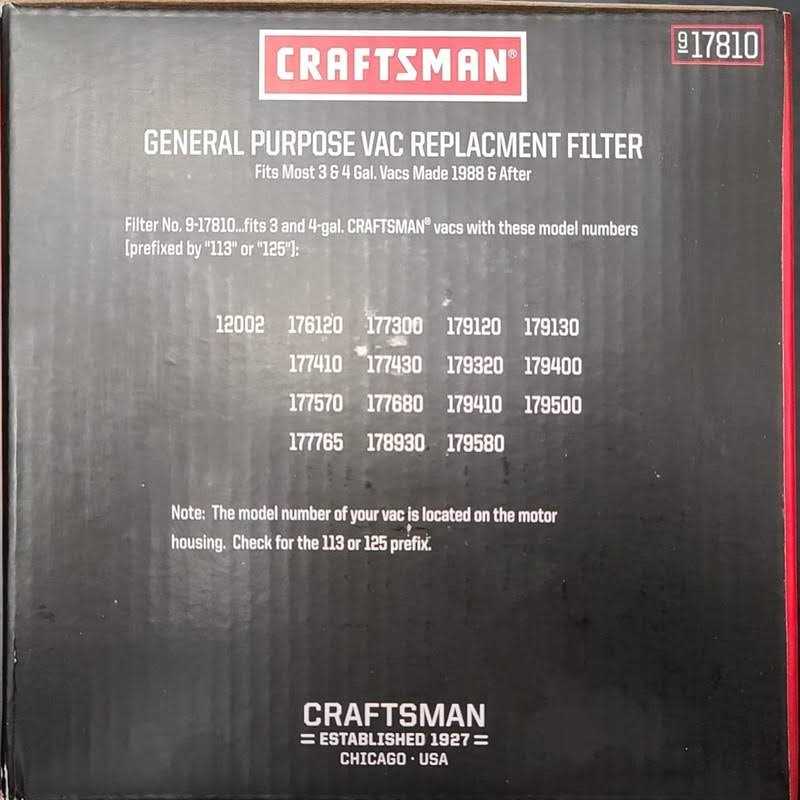 CRAFTSMAN®
917810
GENERAL PURPOSE VAC REPLACMENT FILTER
Fits Most 3 & 4 Gal. Vacs Made 1988 & After
Filter No. 9-17810...fits 3 and 4-gal. CRAFTSMAN® vacs with these model numbers
[prefixed by "113" or "125"]:
12002 176120 177300 179120 179130
177410 177430 179320 179400
177570 177680 179410 179500
177765 178930 179580
Note: The model number of your vac is located on the motor
housing. Check for the 113 or 125 prefix.
CRAFTSMAN
ESTABLISHED 1927
CHICAGO · USA